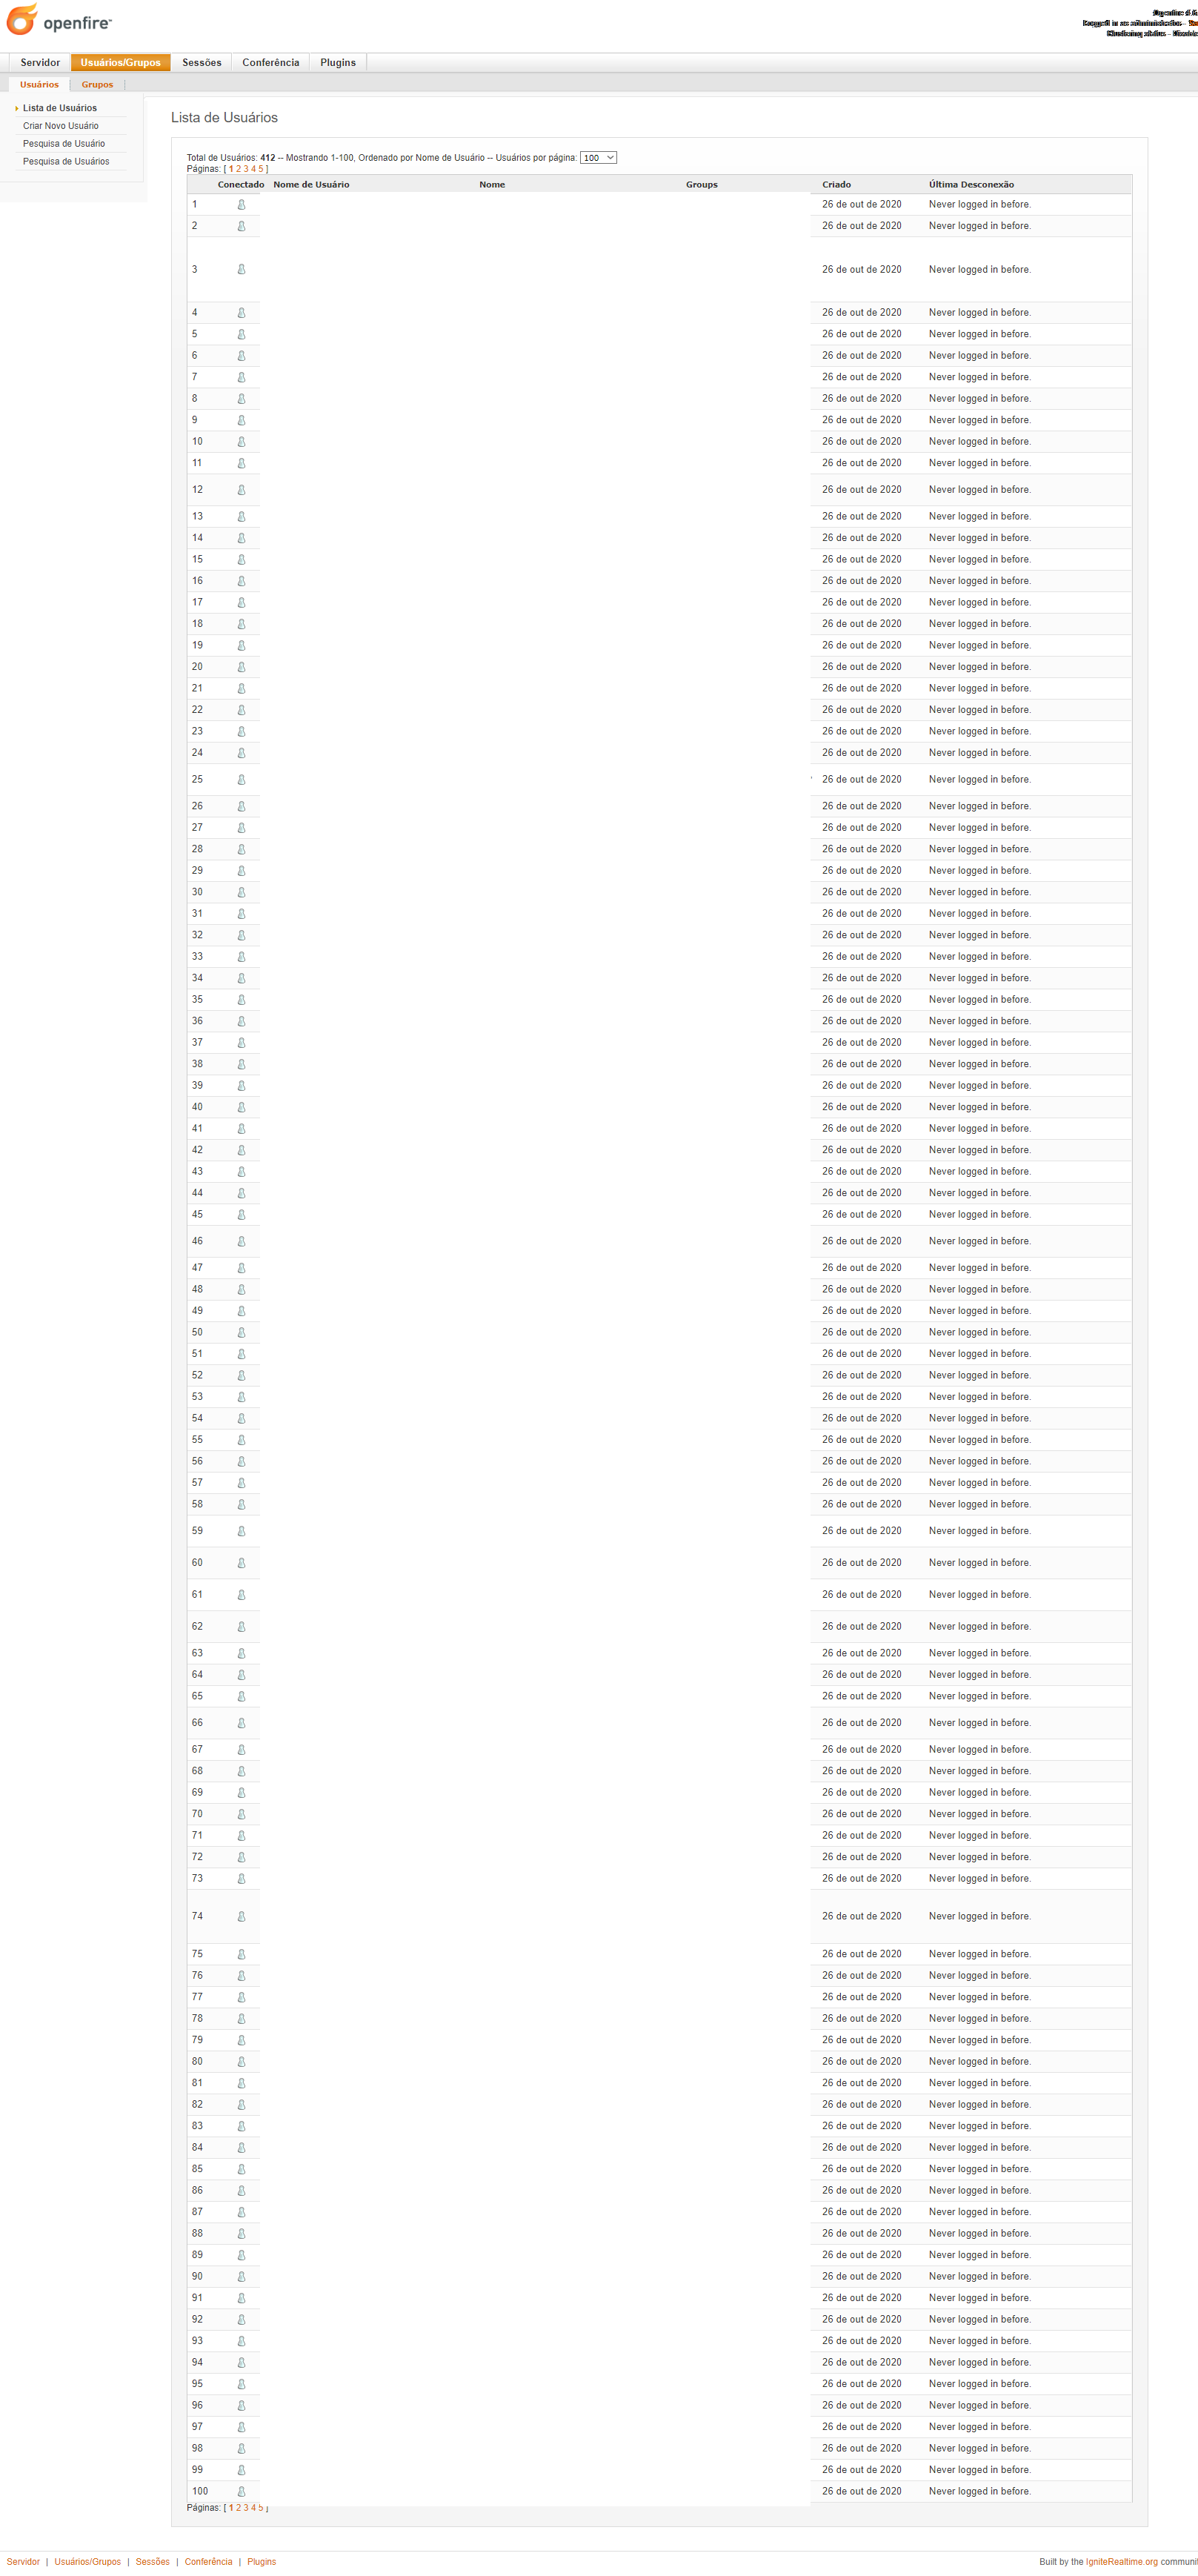 openfire™
Servidor Usuários/Grupos Sessões Conferência Plugins
Usuários Grupos
Lista de Usuários
Criar Novo Usuário
Pesquisa de Usuário
Pesquisa de Usuários
Lista de Usuários
Total de Usuários: 412 -- Mostrando 1-100, Ordenado por Nome de Usuário -- Usuários por página: 100
Páginas: [ 1 2 3 4 5 ]
Conectado Nome de Usuário Nome Groups Criado Última Desconexão
1 26 de out de 2020 Never logged in before.
2 26 de out de 2020 Never logged in before.
3 26 de out de 2020 Never logged in before.
4 26 de out de 2020 Never logged in before.
5 26 de out de 2020 Never logged in before.
6 26 de out de 2020 Never logged in before.
7 26 de out de 2020 Never logged in before.
8 26 de out de 2020 Never logged in before.
9 26 de out de 2020 Never logged in before.
10 26 de out de 2020 Never logged in before.
11 26 de out de 2020 Never logged in before.
12 26 de out de 2020 Never logged in before.
13 26 de out de 2020 Never logged in before.
14 26 de out de 2020 Never logged in before.
15 26 de out de 2020 Never logged in before.
16 26 de out de 2020 Never logged in before.
17 26 de out de 2020 Never logged in before.
18 26 de out de 2020 Never logged in before.
19 26 de out de 2020 Never logged in before.
20 26 de out de 2020 Never logged in before.
21 26 de out de 2020 Never logged in before.
22 26 de out de 2020 Never logged in before.
23 26 de out de 2020 Never logged in before.
24 26 de out de 2020 Never logged in before.
25 26 de out de 2020 Never logged in before.
26 26 de out de 2020 Never logged in before.
27 26 de out de 2020 Never logged in before.
28 26 de out de 2020 Never logged in before.
29 26 de out de 2020 Never logged in before.
30 26 de out de 2020 Never logged in before.
31 26 de out de 2020 Never logged in before.
32 26 de out de 2020 Never logged in before.
33 26 de out de 2020 Never logged in before.
34 26 de out de 2020 Never logged in before.
35 26 de out de 2020 Never logged in before.
36 26 de out de 2020 Never logged in before.
37 26 de out de 2020 Never logged in before.
38 26 de out de 2020 Never logged in before.
39 26 de out de 2020 Never logged in before.
40 26 de out de 2020 Never logged in before.
41 26 de out de 2020 Never logged in before.
42 26 de out de 2020 Never logged in before.
43 26 de out de 2020 Never logged in before.
44 26 de out de 2020 Never logged in before.
45 26 de out de 2020 Never logged in before.
46 26 de out de 2020 Never logged in before.
47 26 de out de 2020 Never logged in before.
48 26 de out de 2020 Never logged in before.
49 26 de out de 2020 Never logged in before.
50 26 de out de 2020 Never logged in before.
51 26 de out de 2020 Never logged in before.
52 26 de out de 2020 Never logged in before.
53 26 de out de 2020 Never logged in before.
54 26 de out de 2020 Never logged in before.
55 26 de out de 2020 Never logged in before.
56 26 de out de 2020 Never logged in before.
57 26 de out de 2020 Never logged in before.
58 26 de out de 2020 Never logged in before.
59 26 de out de 2020 Never logged in before.
60 26 de out de 2020 Never logged in before.
61 26 de out de 2020 Never logged in before.
62 26 de out de 2020 Never logged in before.
63 26 de out de 2020 Never logged in before.
64 26 de out de 2020 Never logged in before.
65 26 de out de 2020 Never logged in before.
66 26 de out de 2020 Never logged in before.
67 26 de out de 2020 Never logged in before.
68 26 de out de 2020 Never logged in before.
69 26 de out de 2020 Never logged in before.
70 26 de out de 2020 Never logged in before.
71 26 de out de 2020 Never logged in before.
72 26 de out de 2020 Never logged in before.
73 26 de out de 2020 Never logged in before.
74 26 de out de 2020 Never logged in before.
75 26 de out de 2020 Never logged in before.
76 26 de out de 2020 Never logged in before.
77 26 de out de 2020 Never logged in before.
78 26 de out de 2020 Never logged in before.
79 26 de out de 2020 Never logged in before.
80 26 de out de 2020 Never logged in before.
81 26 de out de 2020 Never logged in before.
82 26 de out de 2020 Never logged in before.
83 26 de out de 2020 Never logged in before.
84 26 de out de 2020 Never logged in before.
85 26 de out de 2020 Never logged in before.
86 26 de out de 2020 Never logged in before.
87 26 de out de 2020 Never logged in before.
88 26 de out de 2020 Never logged in before.
89 26 de out de 2020 Never logged in before.
90 26 de out de 2020 Never logged in before.
91 26 de out de 2020 Never logged in before.
92 26 de out de 2020 Never logged in before.
93 26 de out de 2020 Never logged in before.
94 26 de out de 2020 Never logged in before.
95 26 de out de 2020 Never logged in before.
96 26 de out de 2020 Never logged in before.
97 26 de out de 2020 Never logged in before.
98 26 de out de 2020 Never logged in before.
99 26 de out de 2020 Never logged in before.
100 26 de out de 2020 Never logged in before.
Páginas: [ 1 2 3 4 5 ]
Servidor | Usuários/Grupos | Sessões | Conferência | Plugins
Built by the IgniteRealtime.org communit